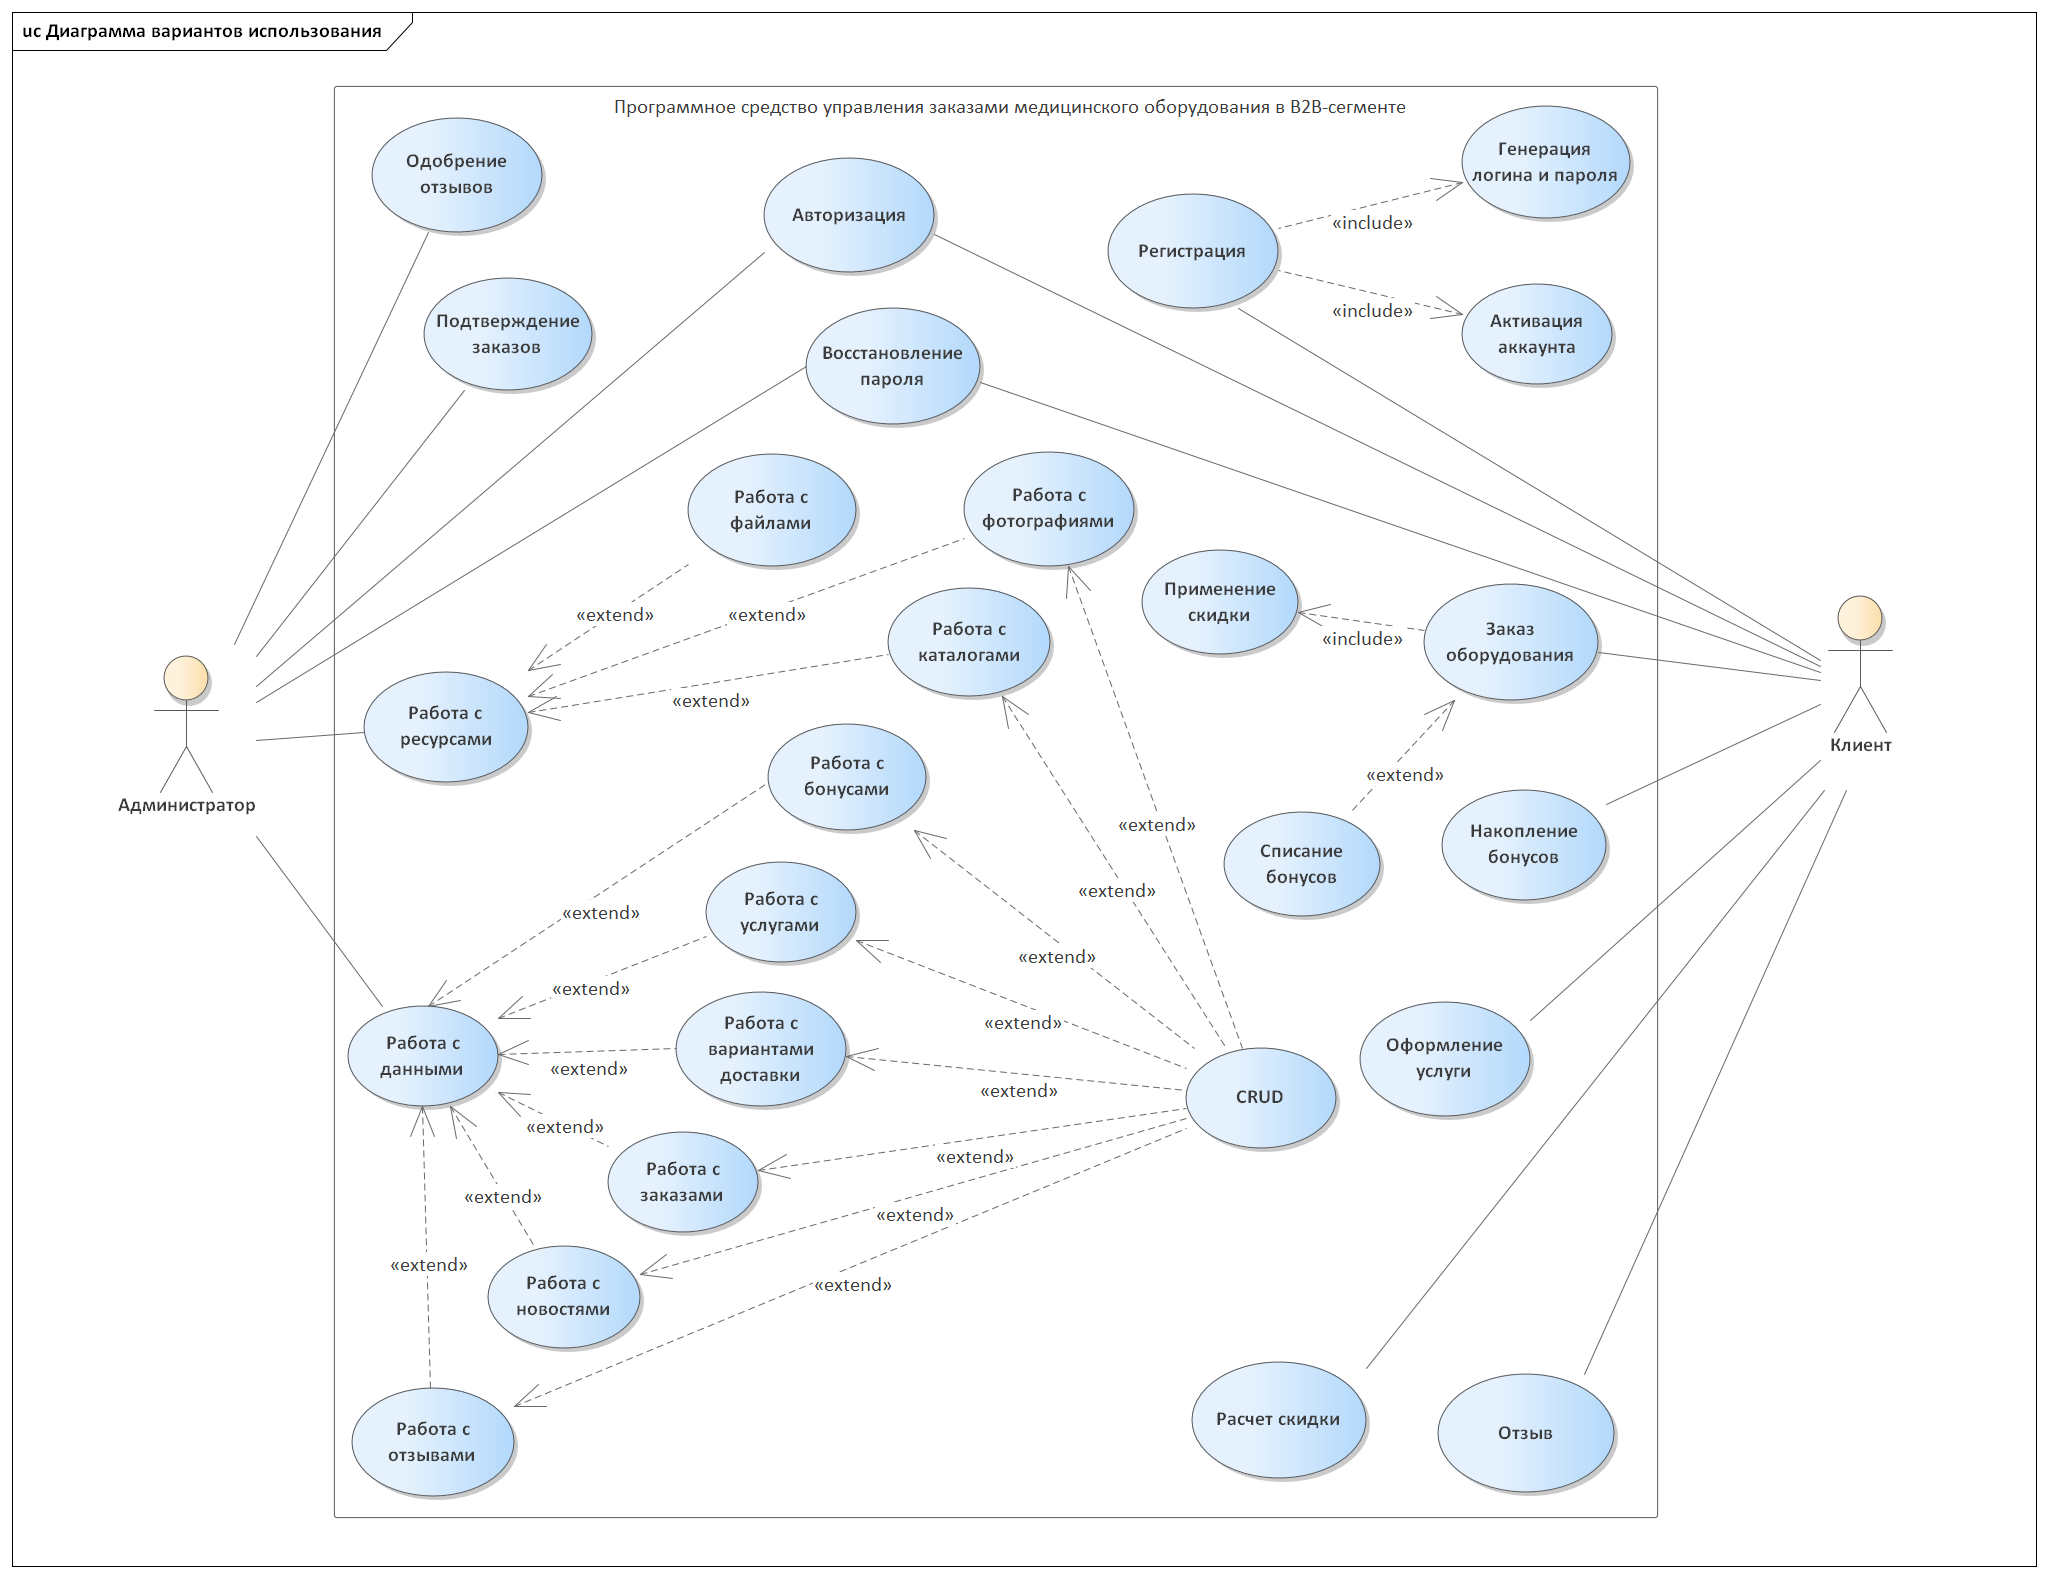 uc Диаграмма вариантов использования
Программное средство управления заказами медицинского оборудования в B2B-сегменте
Одобрение
отзывов
Авторизация
Регистрация
Генерация
логина и пароля
«include»
«include»
Активация
аккаунта
Подтверждение
заказов
Восстановление
пароля
Работа с
файлами
Работа с
фотографиями
«extend»
«extend»
Применение
скидки
«include»
Заказ
оборудования
Работа с
каталогами
«extend»
Работа с
ресурсами
Администратор
Клиент
Работа с
бонусами
«extend»
«extend»
«extend»
Списание
бонусов
Накопление
бонусов
«extend»
«extend»
Работа с
услугами
«extend»
«extend»
«extend»
Работа с
данными
Работа с
вариантами
доставки
«extend»
«extend»
CRUD
Оформление
услуги
«extend»
Работа с
заказами
«extend»
«extend»
«extend»
«extend»
Работа с
новостями
«extend»
Работа с
отзывами
Расчет скидки
Отзыв